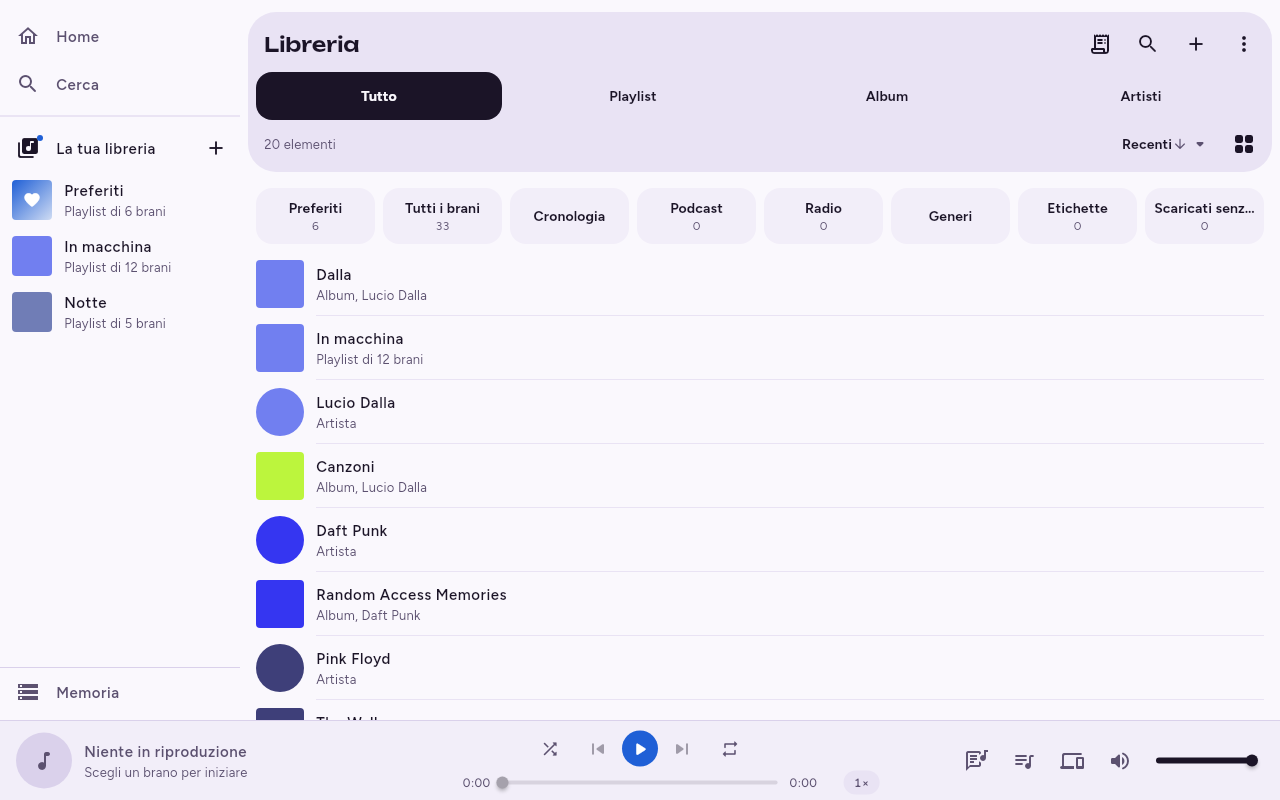 Home
Cerca
La tua libreria
Preferiti
Playlist di 6 brani
In macchina
Playlist di 12 brani
Notte
Playlist di 5 brani
Memoria
Libreria
Tutto
Playlist
Album
Artisti
20 elementi
Recenti
Preferiti
6
Tutti i brani
33
Cronologia
Podcast
0
Radio
0
Generi
Etichette
0
Scaricati senz...
0
Dalla
Album, Lucio Dalla
In macchina
Playlist di 12 brani
Lucio Dalla
Artista
Canzoni
Album, Lucio Dalla
Daft Punk
Artista
Random Access Memories
Album, Daft Punk
Pink Floyd
Artista
The Wall
Niente in riproduzione
Scegli un brano per iniziare
0:00
0:00
1×